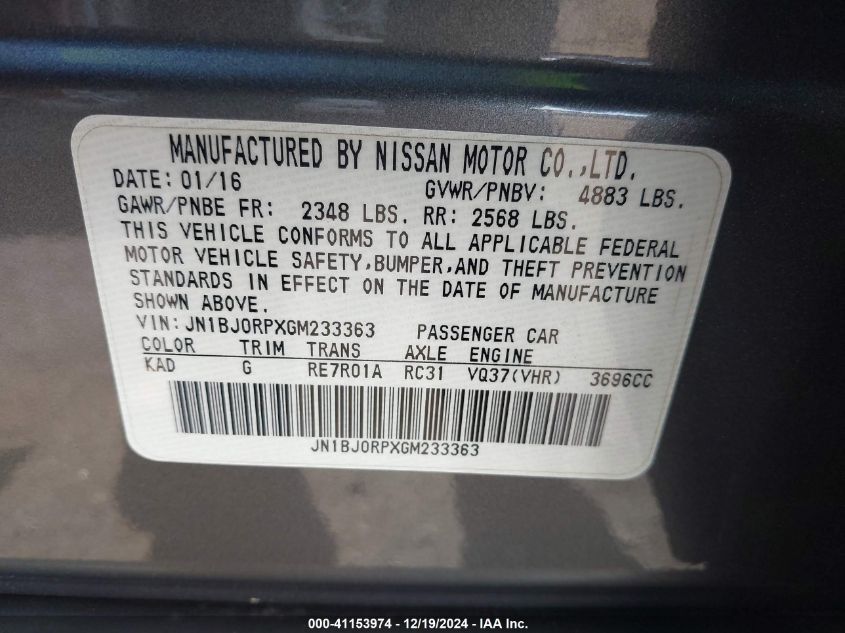 MANUFACTURED BY NISSAN MOTOR CO.,LTD.
DATE: 01/16 GVWR/PNBV: 4883 LBS.
GAWR/PNBE FR: 2348 LBS. RR: 2568 LBS.
THIS VEHICLE CONFORMS TO ALL APPLICABLE FEDERAL
MOTOR VEHICLE SAFETY,BUMPER,AND THEFT PREVENTION
STANDARDS IN EFFECT ON THE DATE OF MANUFACTURE
SHOWN ABOVE.
VIN: JN1BJ0RPXGM233363 PASSENGER CAR
COLOR TRIM TRANS AXLE ENGINE
KAD G RE7R01A RC31 VQ37(VHR) 3696CC
JN1BJ0RPXGM233363
000-41153974 - 12/19/2024 - IAA Inc.